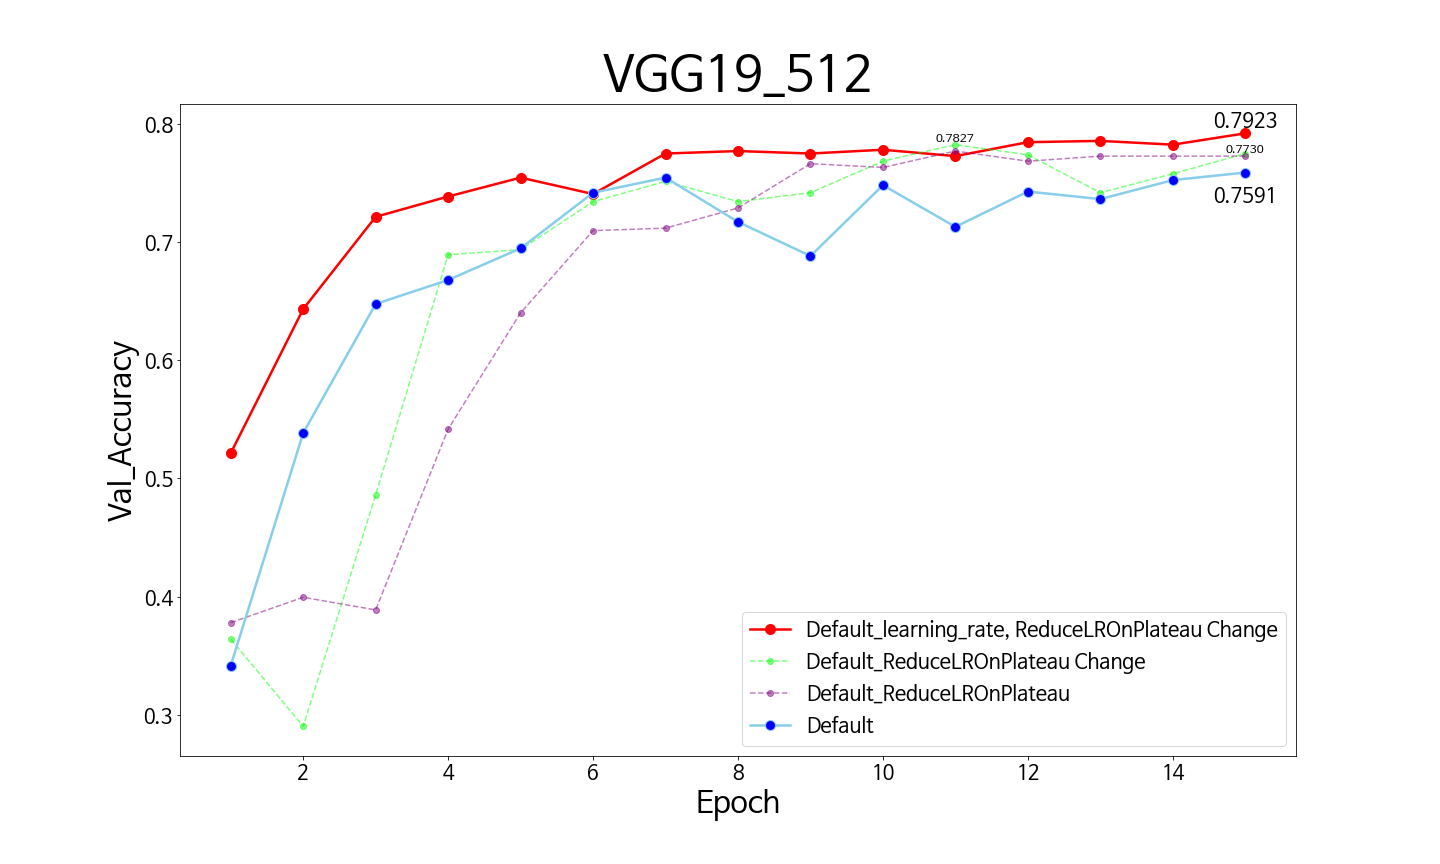 VGG19_512
0.8
0.7
0.6
0.5
0.4
0.3
Val_Accuracy
0.7827
0.7923
0.7730
0.7591
Default_learning_rate, ReduceLROnPlateau Change
Default_ReduceLROnPlateau Change
Default_ReduceLROnPlateau
Default
2 4 6 8 10 12 14
Epoch